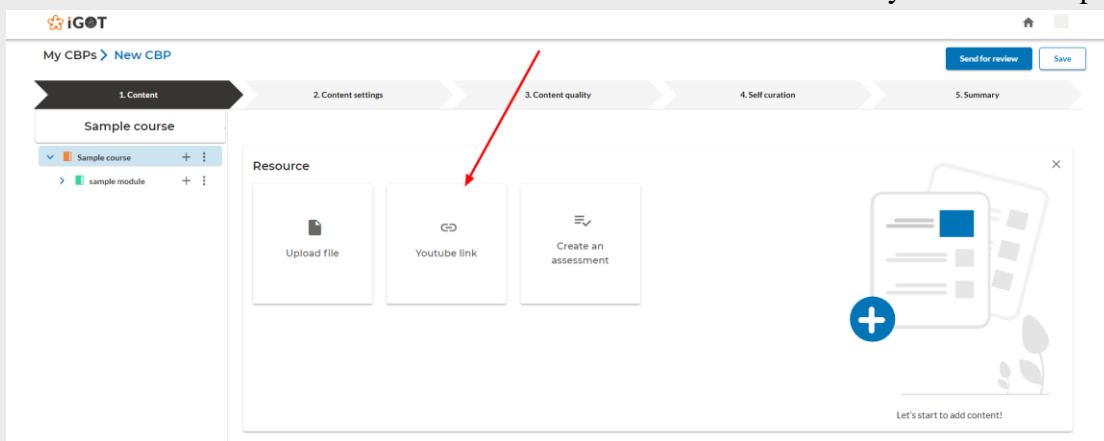 iGOT
My CBPs > New CBP
Send for review
Save
1. Content
2. Content settings
3. Content quality
4. Self curation
5. Summary
Sample course
Sample course
sample module
Resource
Upload file
Youtube link
Create an
assessment
Let's start to add content!